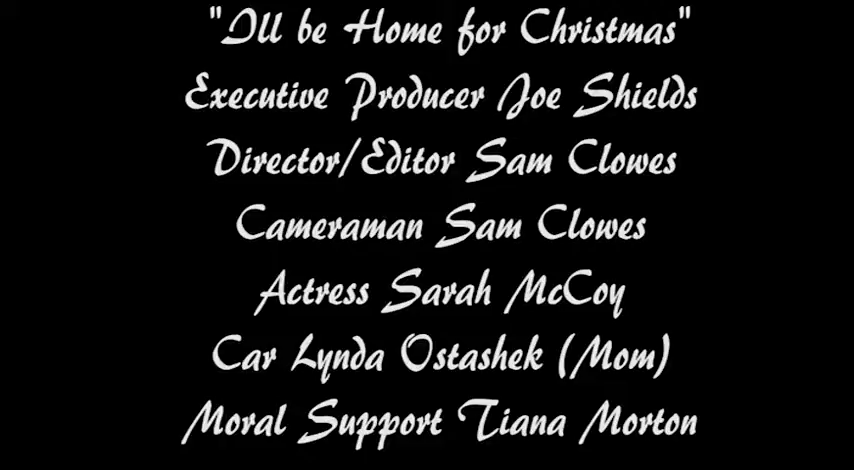 "Ill be Home for Christmas"
Executive Producer Joe Shields
Director/Editor Sam Clowes
Cameraman Sam Clowes
Actress Sarah McCoy
Car Lynda Ostashek (Mom)
Moral Support Tiana Morton